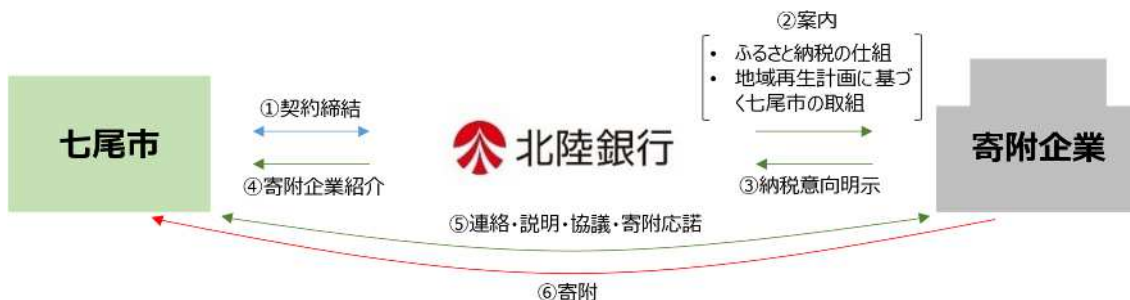 ②案内
• ふるさと納税の仕組
• 地域再生計画に基づ
く七尾市の取組
①契約締結
七尾市
北陸銀行
寄附企業
④寄附企業紹介
③納税意向明示
⑤連絡・説明・協議・寄附応諾
⑥寄附